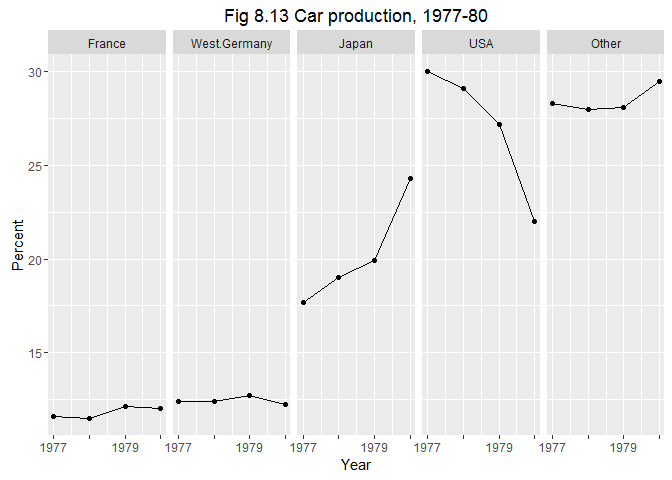 Fig 8.13 Car production, 1977-80
France West.Germany Japan USA Other
30
25
20
15
Percent
1977 1979 1977 1979 1977 1979 1977 1979 1977 1979
Year